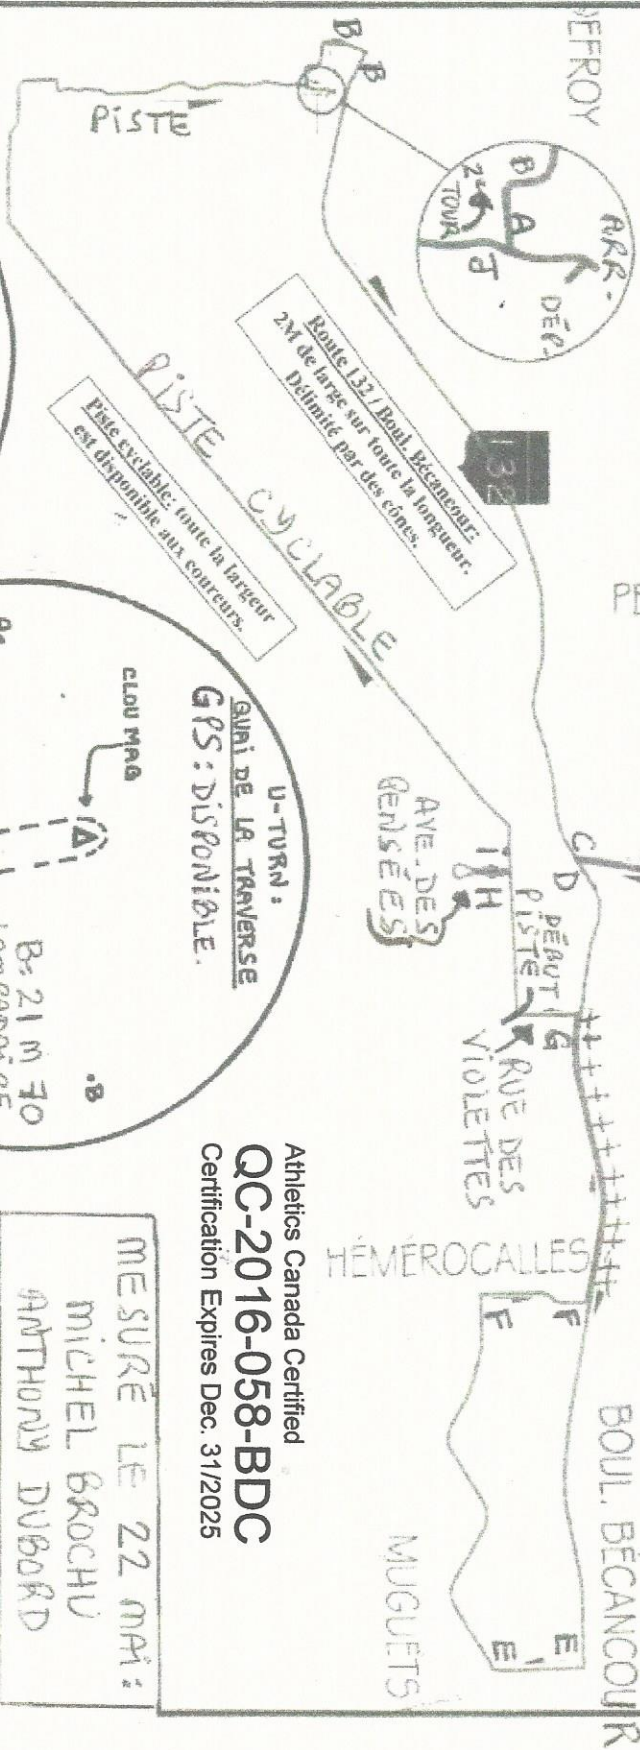 BOUL. BÉCANCOUR
E
E
MUGUETS
F
F
HÉMÉROCALLES
RUE DES
VIOLETTES
G
DÉBUT
PISTE
C
D
I
H
AVE. DES
PENSÉES
132
ARR.
DÉP.
B
A
J
2e
TOUR
B
B
PISTE
Route 132 / Boul. Bécancour:
2M de large sur toute la longueur.
Délimité par des cônes.
PISTE CYCLABLE
Piste cyclable: toute la largeur
est disponible aux coureurs.
U-TURN:
QUAI DE LA TRAVERSE
GPS: DISPONIBLE.
CLOU MAG
A
.B
B: 21 M 70
Athletics Canada Certified
QC-2016-058-BDC
Certification Expires Dec. 31/2025
MESURÉ LE 22 MAI:
MICHEL BROCHU
ANTHONY DUBORD